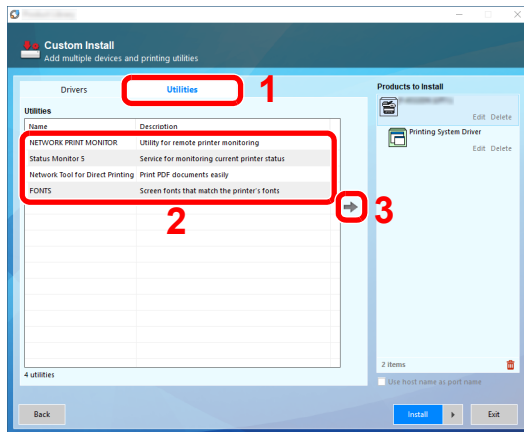 Custom Install
Add multiple devices and printing utilities
Drivers
Utilities
1
Utilities
Name Description
NETWORK PRINT MONITOR Utility for remote printer monitoring
Status Monitor 5 Service for monitoring current printer status
Network Tool for Direct Printing Print PDF documents easily
FONTS Screen fonts that match the printer's fonts
2
3
4 utilities
Products to Install
Edit Delete
Printing System Driver
Edit Delete
2 items
Use host name as port name
Back
Install
Exit